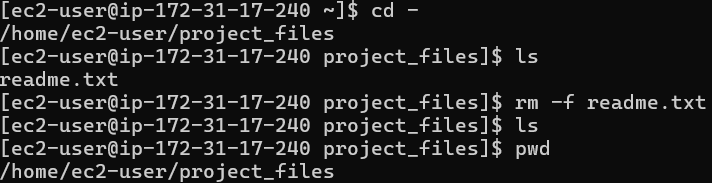 [ec2-user@ip-172-31-17-240 ~]$ cd -
/home/ec2-user/project_files
[ec2-user@ip-172-31-17-240 project_files]$ ls
readme.txt
[ec2-user@ip-172-31-17-240 project_files]$ rm -f readme.txt
[ec2-user@ip-172-31-17-240 project_files]$ ls
[ec2-user@ip-172-31-17-240 project_files]$ pwd
/home/ec2-user/project_files